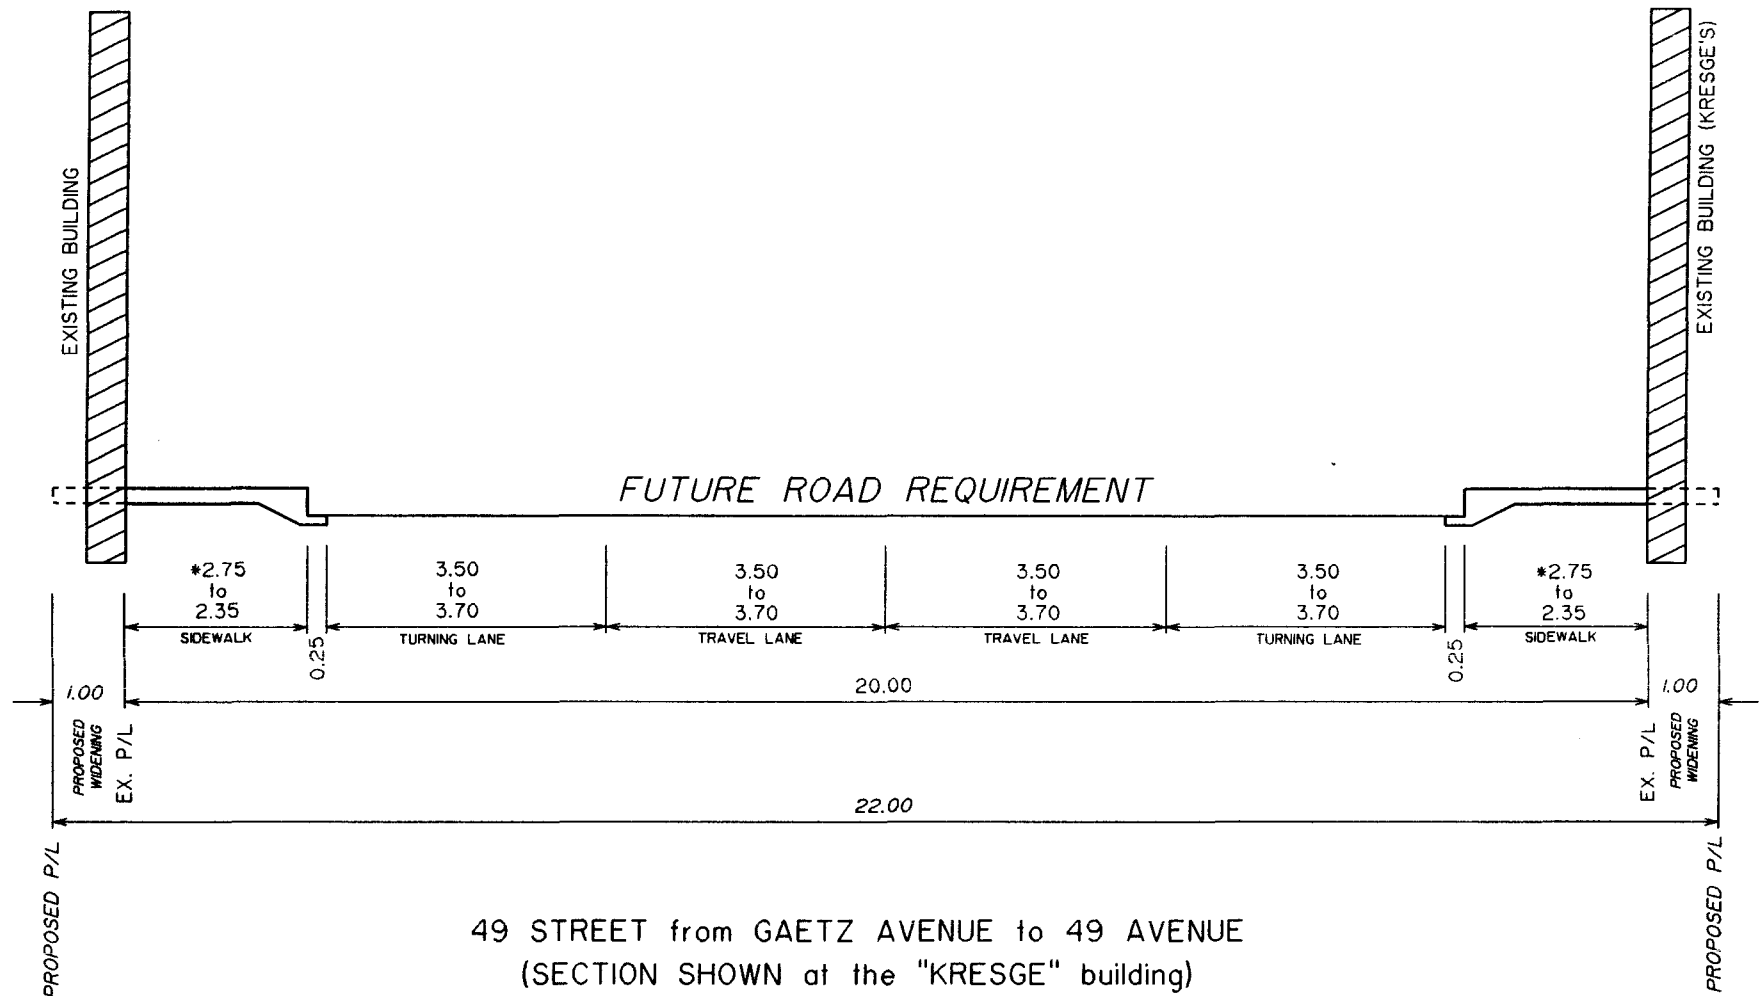 EXISTING BUILDING
EXISTING BUILDING (KRESGE'S)
FUTURE ROAD REQUIREMENT
*2.75
to
2.35
SIDEWALK
0.25
3.50
to
3.70
TURNING LANE
3.50
to
3.70
TRAVEL LANE
3.50
to
3.70
TRAVEL LANE
3.50
to
3.70
TURNING LANE
0.25
*2.75
to
2.35
SIDEWALK
1.00
20.00
1.00
PROPOSED
WIDENING
EX. P/L
EX. P/L
PROPOSED
WIDENING
22.00
PROPOSED P/L
PROPOSED P/L
49 STREET from GAETZ AVENUE to 49 AVENUE
(SECTION SHOWN at the "KRESGE" building)